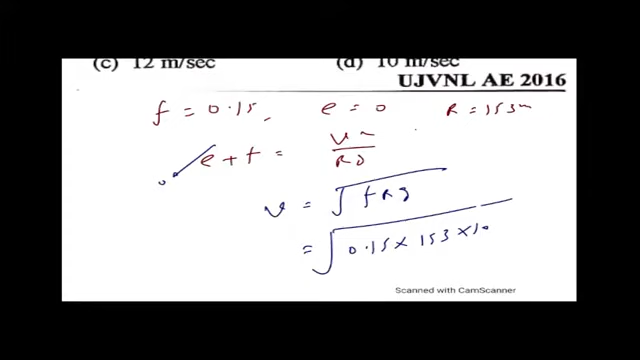 (c) 12 m/sec (d) 10 m/sec
UJVNL AE 2016
f = 0.15, e = 0 R = 153m
e + f = v² / Rg
v = √fRg
= √0.15 × 153 × 10
Scanned with CamScanner